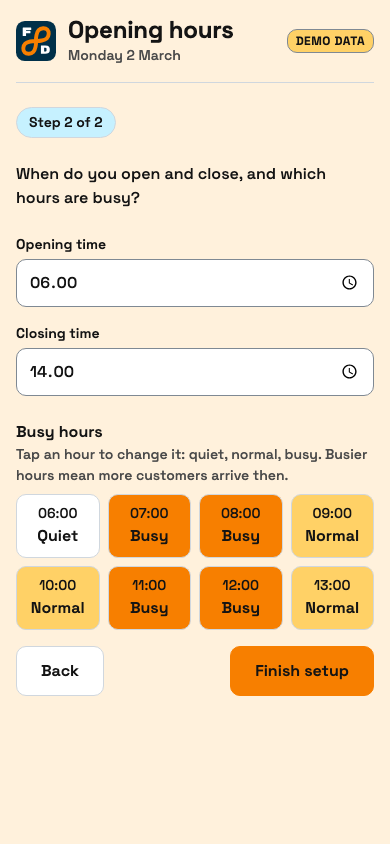 F
D
Opening hours
Monday 2 March
DEMO DATA
Step 2 of 2
When do you open and close, and which
hours are busy?
Opening time
06.00
Closing time
14.00
Busy hours
Tap an hour to change it: quiet, normal, busy. Busier
hours mean more customers arrive then.
06:00 07:00 08:00 09:00
Quiet Busy Busy Normal
10:00 11:00 12:00 13:00
Normal Busy Busy Normal
Back Finish setup